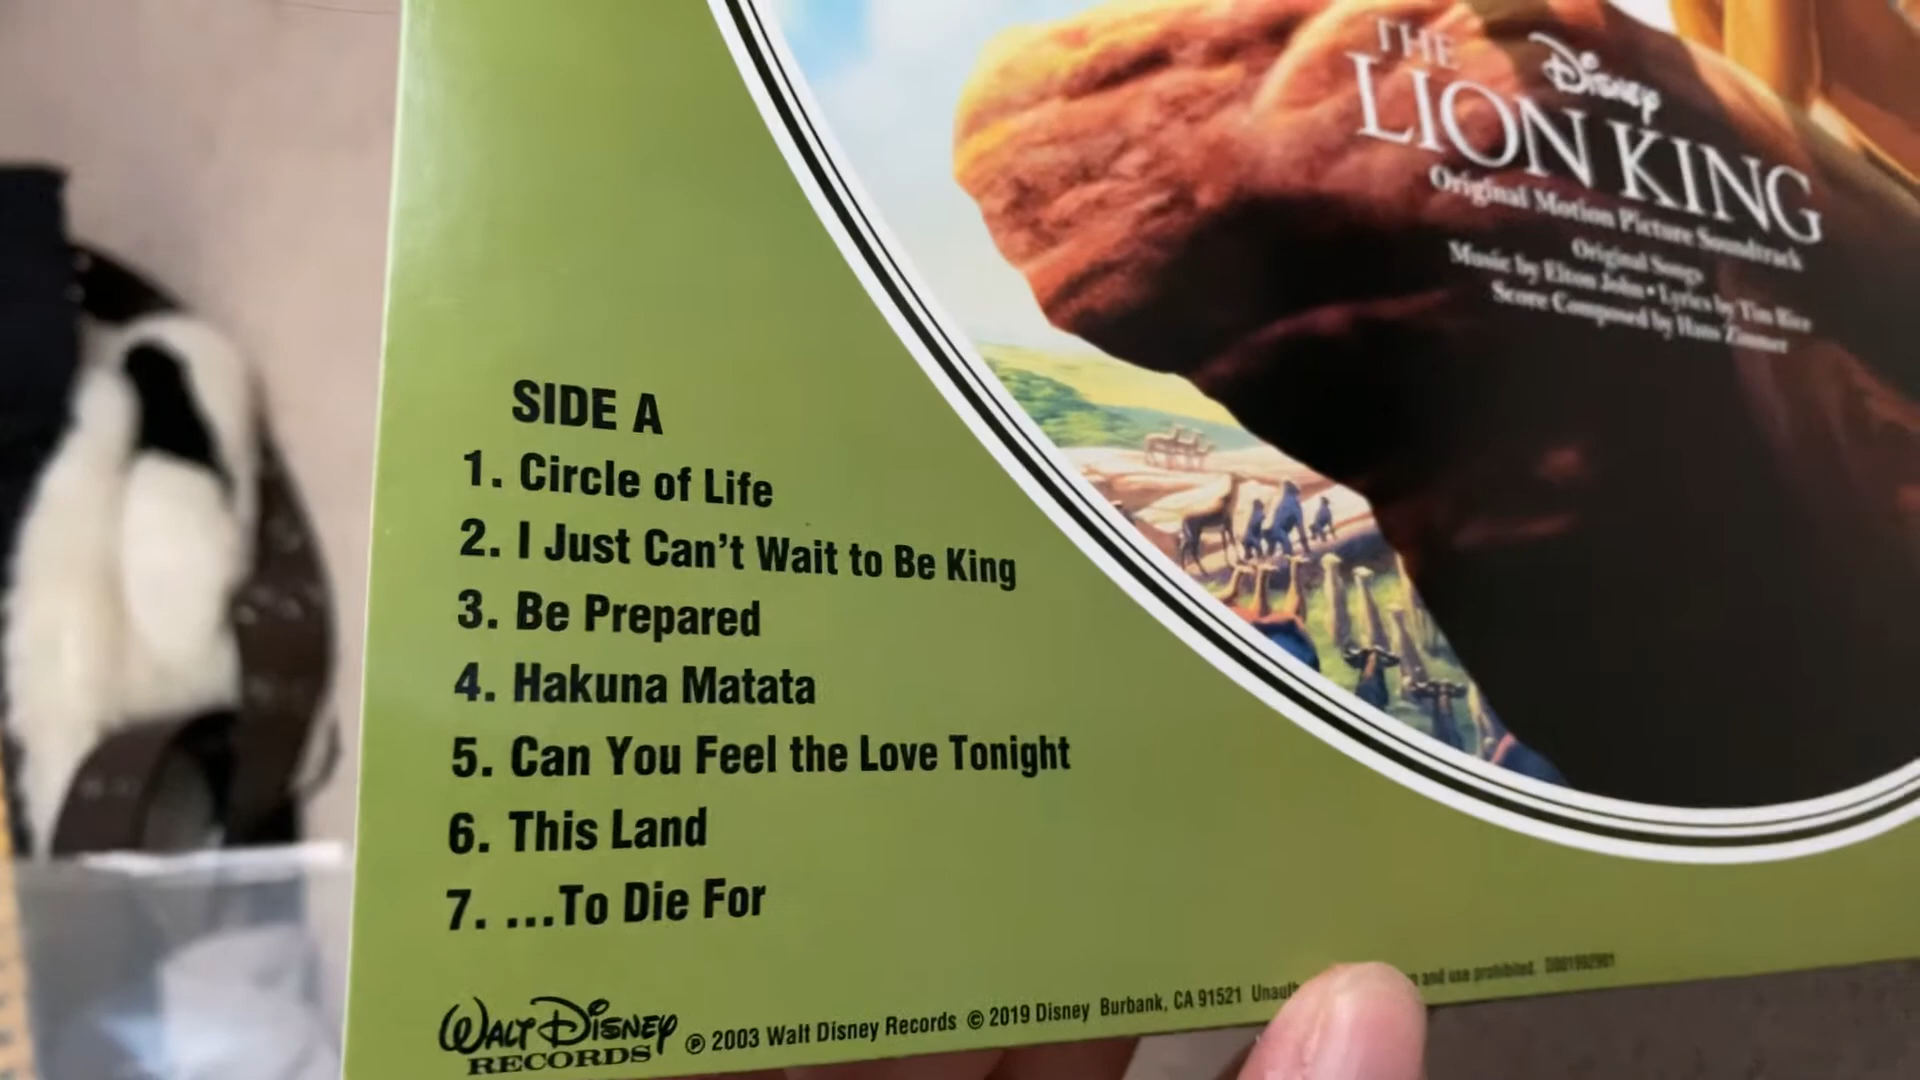 Disney
THE
LION KING
Original Motion Picture Soundtrack
Original Songs
Music by Elton John • Lyrics by Tim Rice
Score Composed by Hans Zimmer
SIDE A
1. Circle of Life
2. I Just Can't Wait to Be King
3. Be Prepared
4. Hakuna Matata
5. Can You Feel the Love Tonight
6. This Land
7. ...To Die For
WALT DISNEY
RECORDS
℗ 2003 Walt Disney Records © 2019 Disney Burbank, CA 91521 and use prohibited.